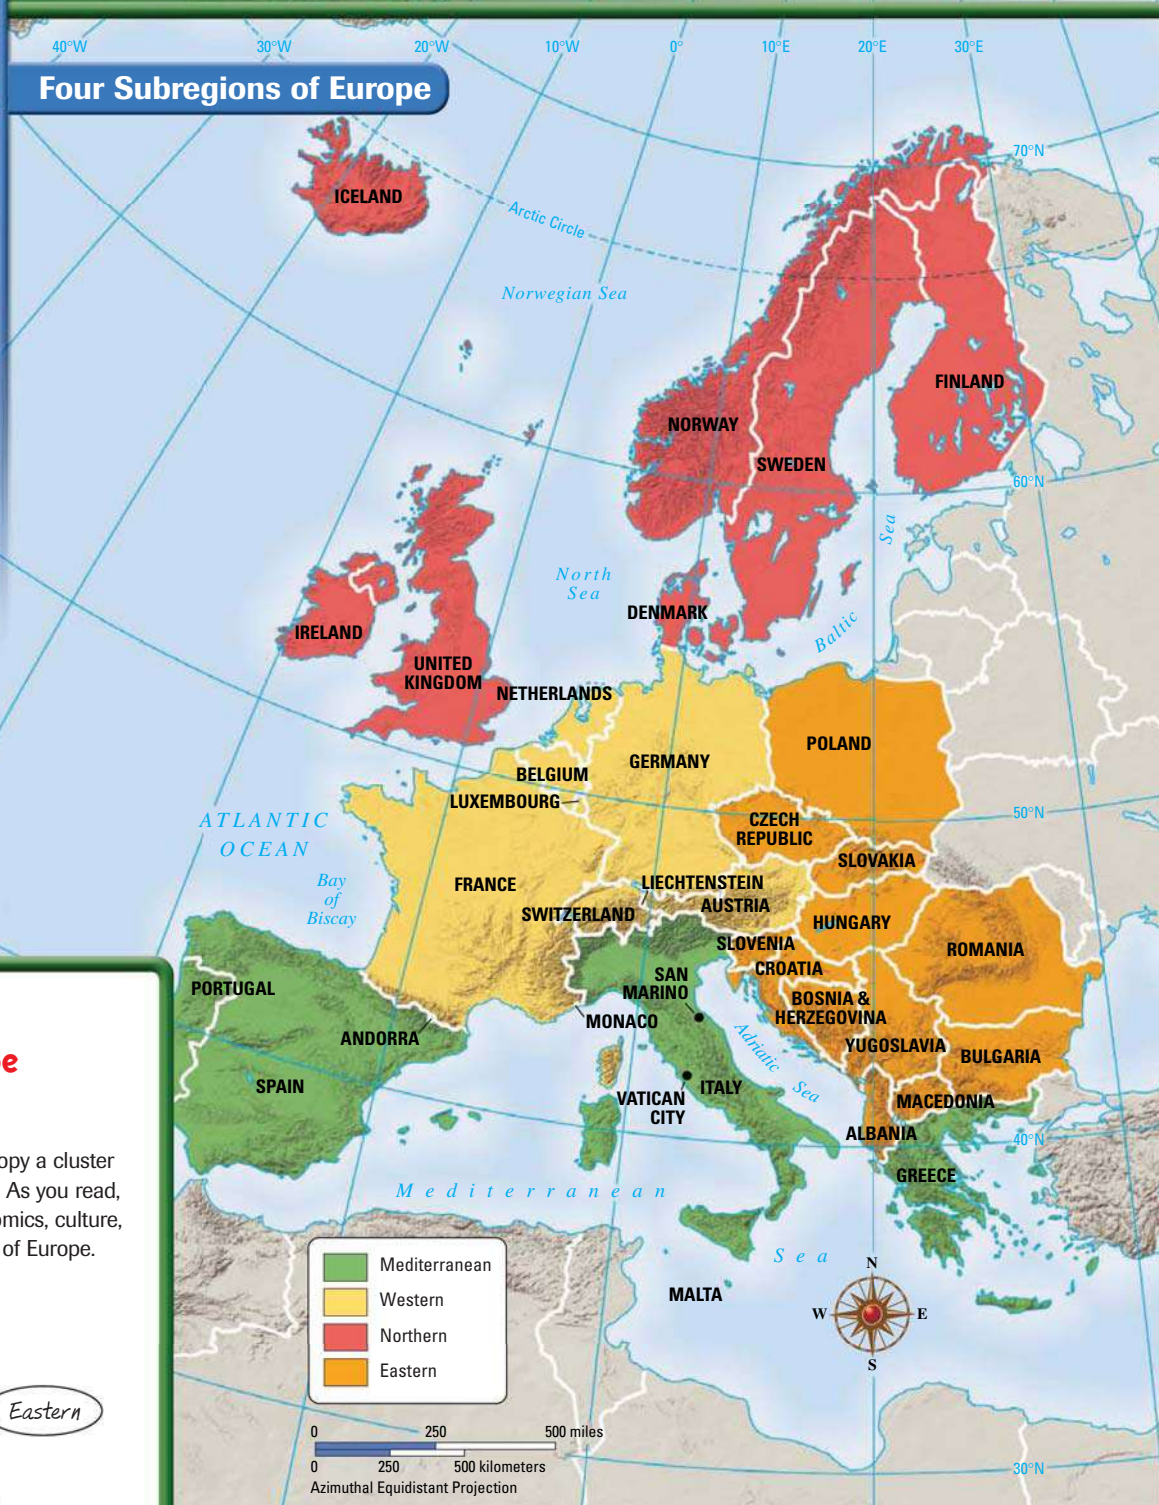 40°W
30°W
20°W
10°W
0°
10°E
20°E
30°E
Four Subregions of Europe
70°N
ICELAND
Arctic Circle
Norwegian Sea
FINLAND
NORWAY
SWEDEN
60°N
Sea
North
Sea
DENMARK
Baltic
IRELAND
UNITED
KINGDOM
NETHERLANDS
POLAND
GERMANY
BELGIUM
LUXEMBOURG
50°N
ATLANTIC
OCEAN
CZECH
REPUBLIC
SLOVAKIA
Bay
of
Biscay
FRANCE
LIECHTENSTEIN
SWITZERLAND
AUSTRIA
HUNGARY
SLOVENIA
ROMANIA
CROATIA
PORTUGAL
SAN
MARINO
BOSNIA &
HERZEGOVINA
MONACO
ANDORRA
Adriatic
Sea
YUGOSLAVIA
BULGARIA
SPAIN
ITALY
VATICAN
CITY
MACEDONIA
ALBANIA
40°N
GREECE
Mediterranean
Sea
MALTA
N
W
E
S
Mediterranean
Western
Northern
Eastern
0 250 500 miles
0 250 500 kilometers
Azimuthal Equidistant Projection
30°N
opy a cluster
As you read,
omics, culture,
of Europe.
Eastern